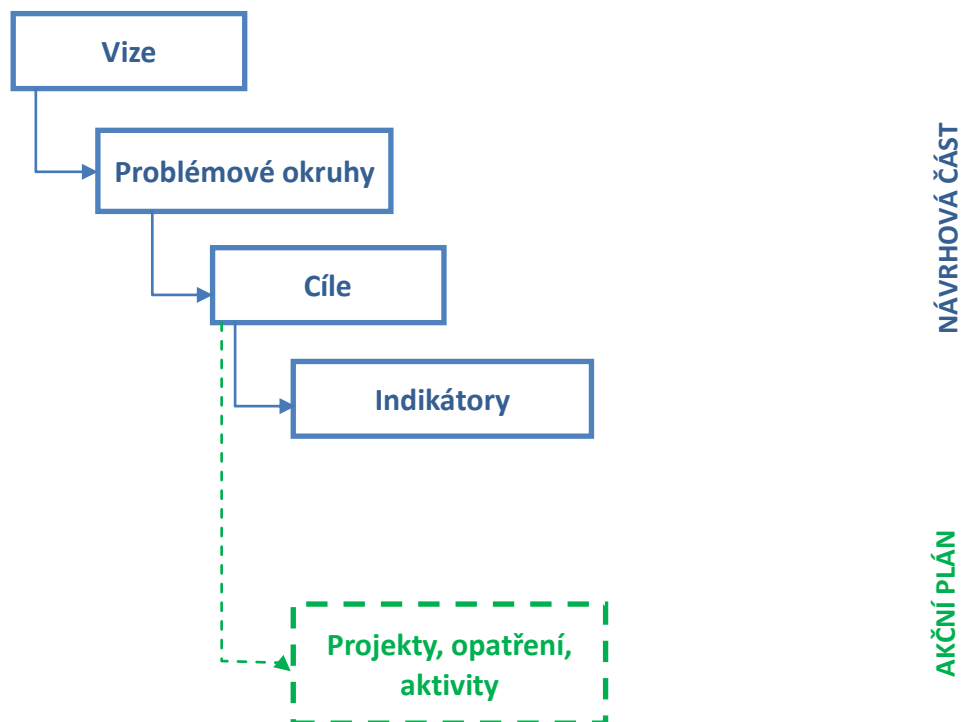 Vize
Problémové okruhy
Cíle
Indikátory
NÁVRHOVÁ ČÁST
Projekty, opatření,
aktivity
AKČNÍ PLÁN